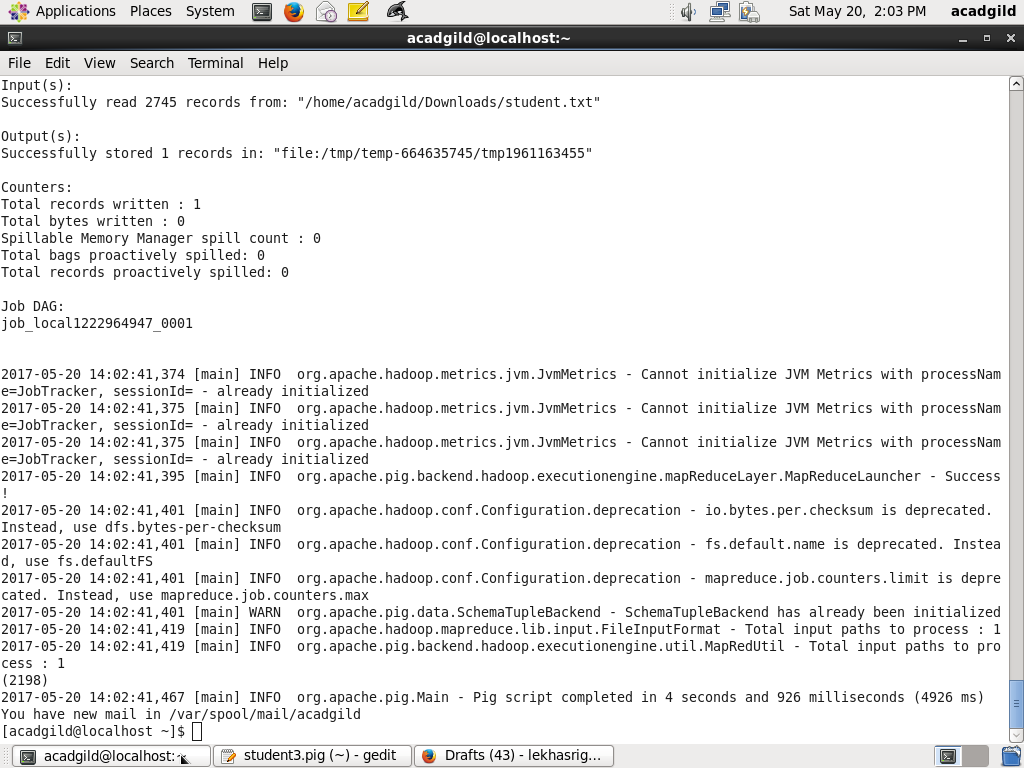 Applications Places System Sat May 20, 2:03 PM acadgild
acadgild@localhost:~
File Edit View Search Terminal Help
Input(s):
Successfully read 2745 records from: "/home/acadgild/Downloads/student.txt"
Output(s):
Successfully stored 1 records in: "file:/tmp/temp-664635745/tmp1961163455"
Counters:
Total records written : 1
Total bytes written : 0
Spillable Memory Manager spill count : 0
Total bags proactively spilled: 0
Total records proactively spilled: 0
Job DAG:
job_local1222964947_0001
2017-05-20 14:02:41,374 [main] INFO  org.apache.hadoop.metrics.jvm.JvmMetrics - Cannot initialize JVM Metrics with processNam
e=JobTracker, sessionId= - already initialized
2017-05-20 14:02:41,375 [main] INFO  org.apache.hadoop.metrics.jvm.JvmMetrics - Cannot initialize JVM Metrics with processNam
e=JobTracker, sessionId= - already initialized
2017-05-20 14:02:41,375 [main] INFO  org.apache.hadoop.metrics.jvm.JvmMetrics - Cannot initialize JVM Metrics with processNam
e=JobTracker, sessionId= - already initialized
2017-05-20 14:02:41,395 [main] INFO  org.apache.pig.backend.hadoop.executionengine.mapReduceLayer.MapReduceLauncher - Success
!
2017-05-20 14:02:41,401 [main] INFO  org.apache.hadoop.conf.Configuration.deprecation - io.bytes.per.checksum is deprecated.
Instead, use dfs.bytes-per-checksum
2017-05-20 14:02:41,401 [main] INFO  org.apache.hadoop.conf.Configuration.deprecation - fs.default.name is deprecated. Instea
d, use fs.defaultFS
2017-05-20 14:02:41,401 [main] INFO  org.apache.hadoop.conf.Configuration.deprecation - mapreduce.job.counters.limit is depre
cated. Instead, use mapreduce.job.counters.max
2017-05-20 14:02:41,401 [main] WARN  org.apache.pig.data.SchemaTupleBackend - SchemaTupleBackend has already been initialized
2017-05-20 14:02:41,419 [main] INFO  org.apache.hadoop.mapreduce.lib.input.FileInputFormat - Total input paths to process : 1
2017-05-20 14:02:41,419 [main] INFO  org.apache.pig.backend.hadoop.executionengine.util.MapRedUtil - Total input paths to pro
cess : 1
(2198)
2017-05-20 14:02:41,467 [main] INFO  org.apache.pig.Main - Pig script completed in 4 seconds and 926 milliseconds (4926 ms)
You have new mail in /var/spool/mail/acadgild
[acadgild@localhost ~]$
acadgild@localhost:~ student3.pig (~) - gedit Drafts (43) - lekhasrig...